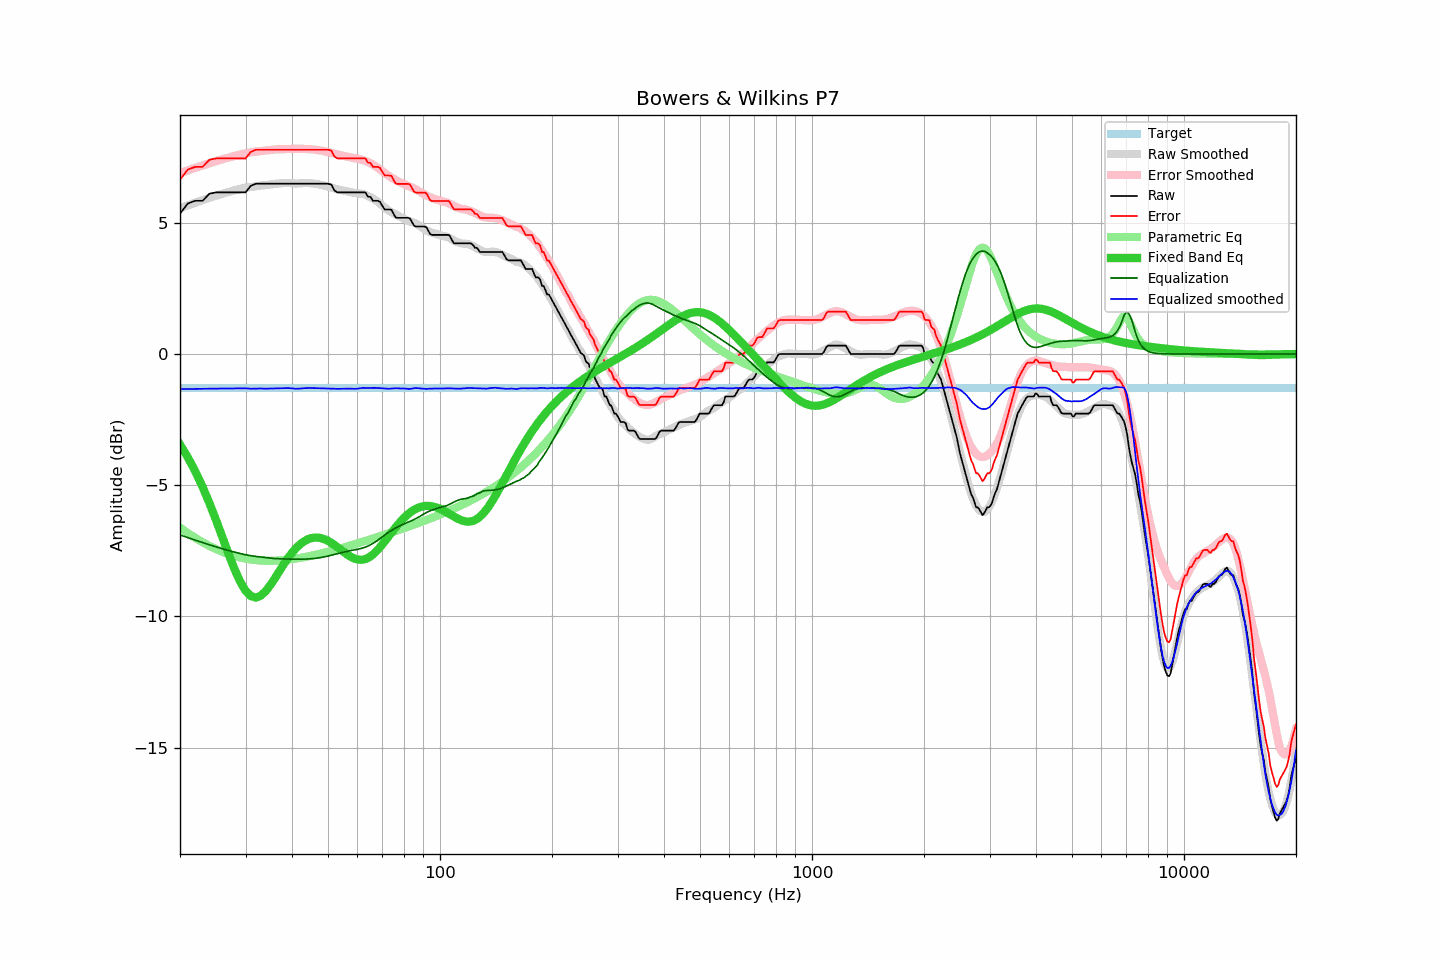 Bowers & Wilkins P7
Target
Raw Smoothed
Error Smoothed
Raw
Error
Parametric Eq
Fixed Band Eq
Equalization
Equalized smoothed
Amplitude (dBr)
5
0
−5
−10
−15
100
1000
10000
Frequency (Hz)